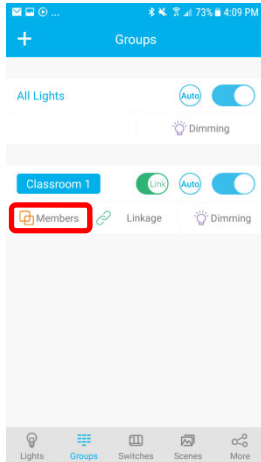 ... 73% 4:09 PM
+ Groups
All Lights Auto
Dimming
Classroom 1 Link Auto
Members Linkage Dimming
Lights Groups Switches Scenes More